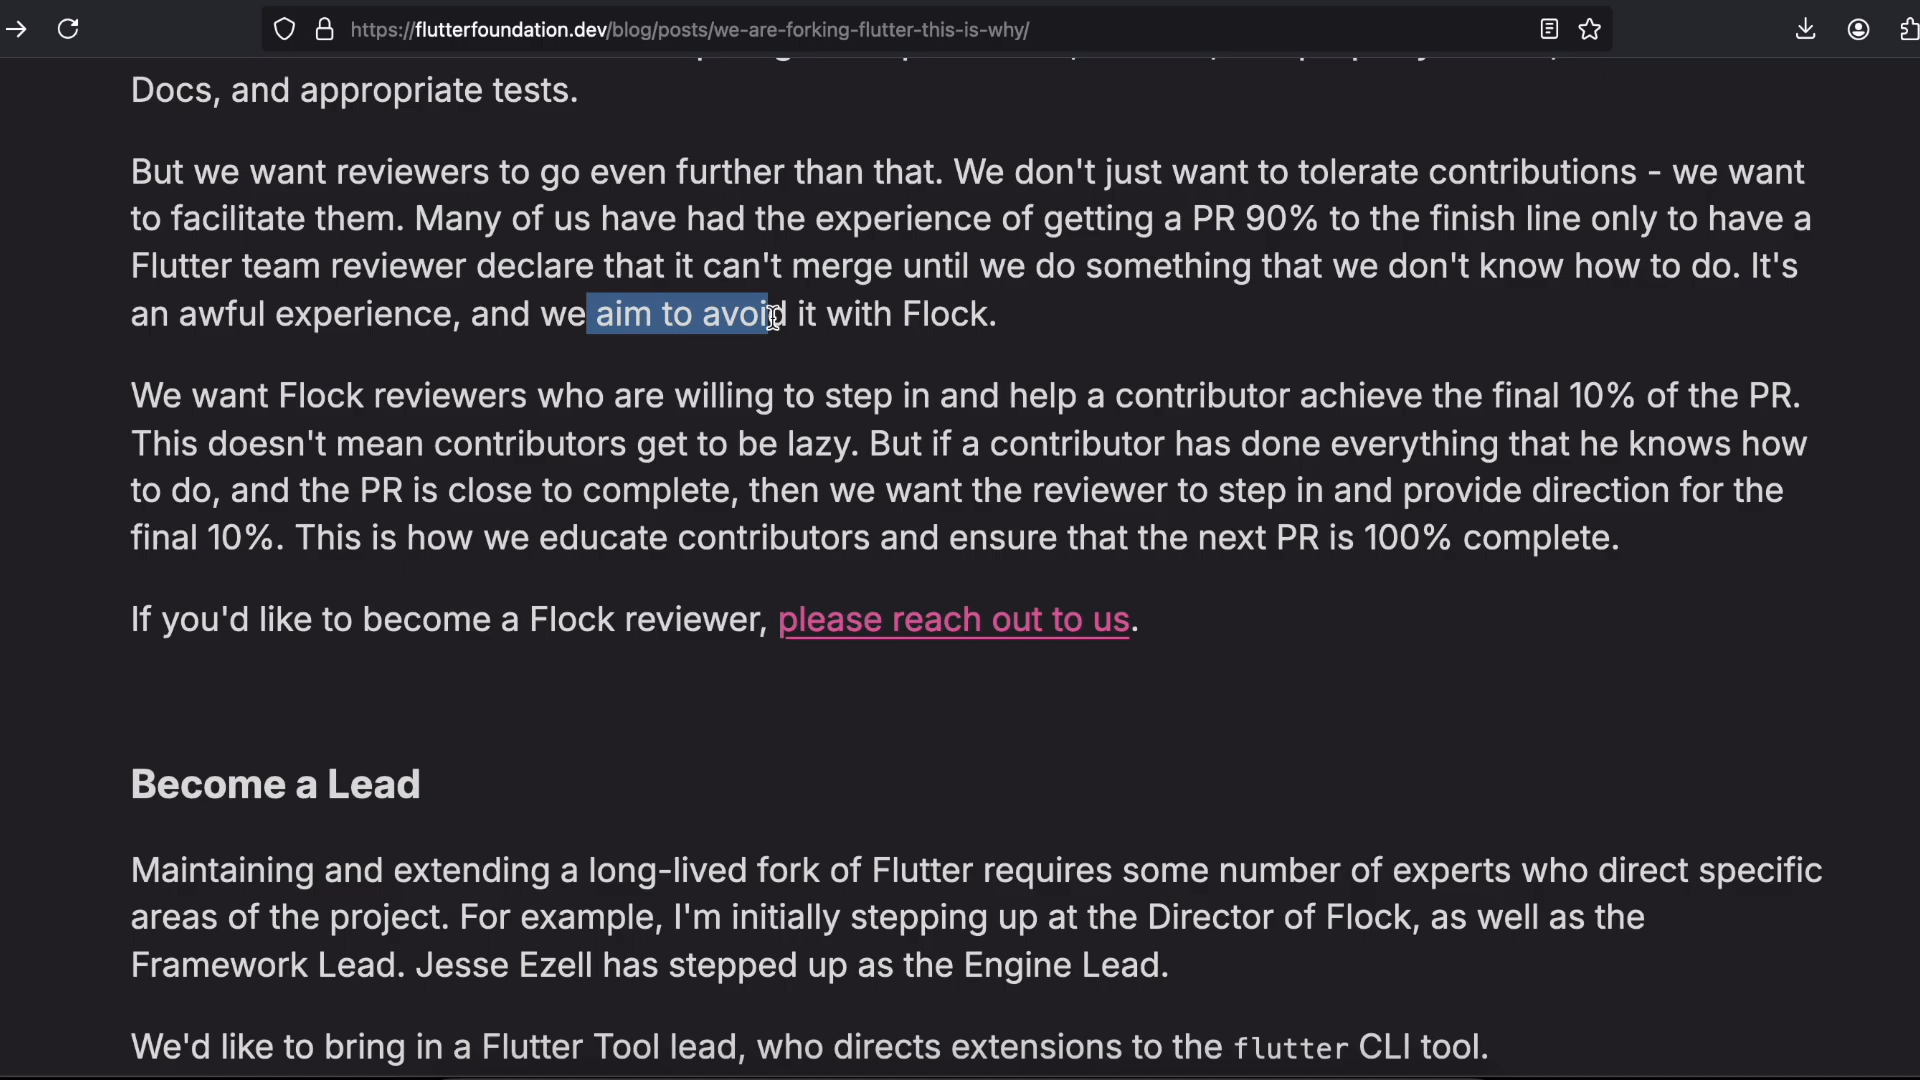 https://flutterfoundation.dev/blog/posts/we-are-forking-flutter-this-is-why/
Docs, and appropriate tests.
But we want reviewers to go even further than that. We don't just want to tolerate contributions - we want
to facilitate them. Many of us have had the experience of getting a PR 90% to the finish line only to have a
Flutter team reviewer declare that it can't merge until we do something that we don't know how to do. It's
an awful experience, and we aim to avoid it with Flock.
We want Flock reviewers who are willing to step in and help a contributor achieve the final 10% of the PR.
This doesn't mean contributors get to be lazy. But if a contributor has done everything that he knows how
to do, and the PR is close to complete, then we want the reviewer to step in and provide direction for the
final 10%. This is how we educate contributors and ensure that the next PR is 100% complete.
If you'd like to become a Flock reviewer, please reach out to us.
Become a Lead
Maintaining and extending a long-lived fork of Flutter requires some number of experts who direct specific
areas of the project. For example, I'm initially stepping up at the Director of Flock, as well as the
Framework Lead. Jesse Ezell has stepped up as the Engine Lead.
We'd like to bring in a Flutter Tool lead, who directs extensions to the flutter CLI tool.